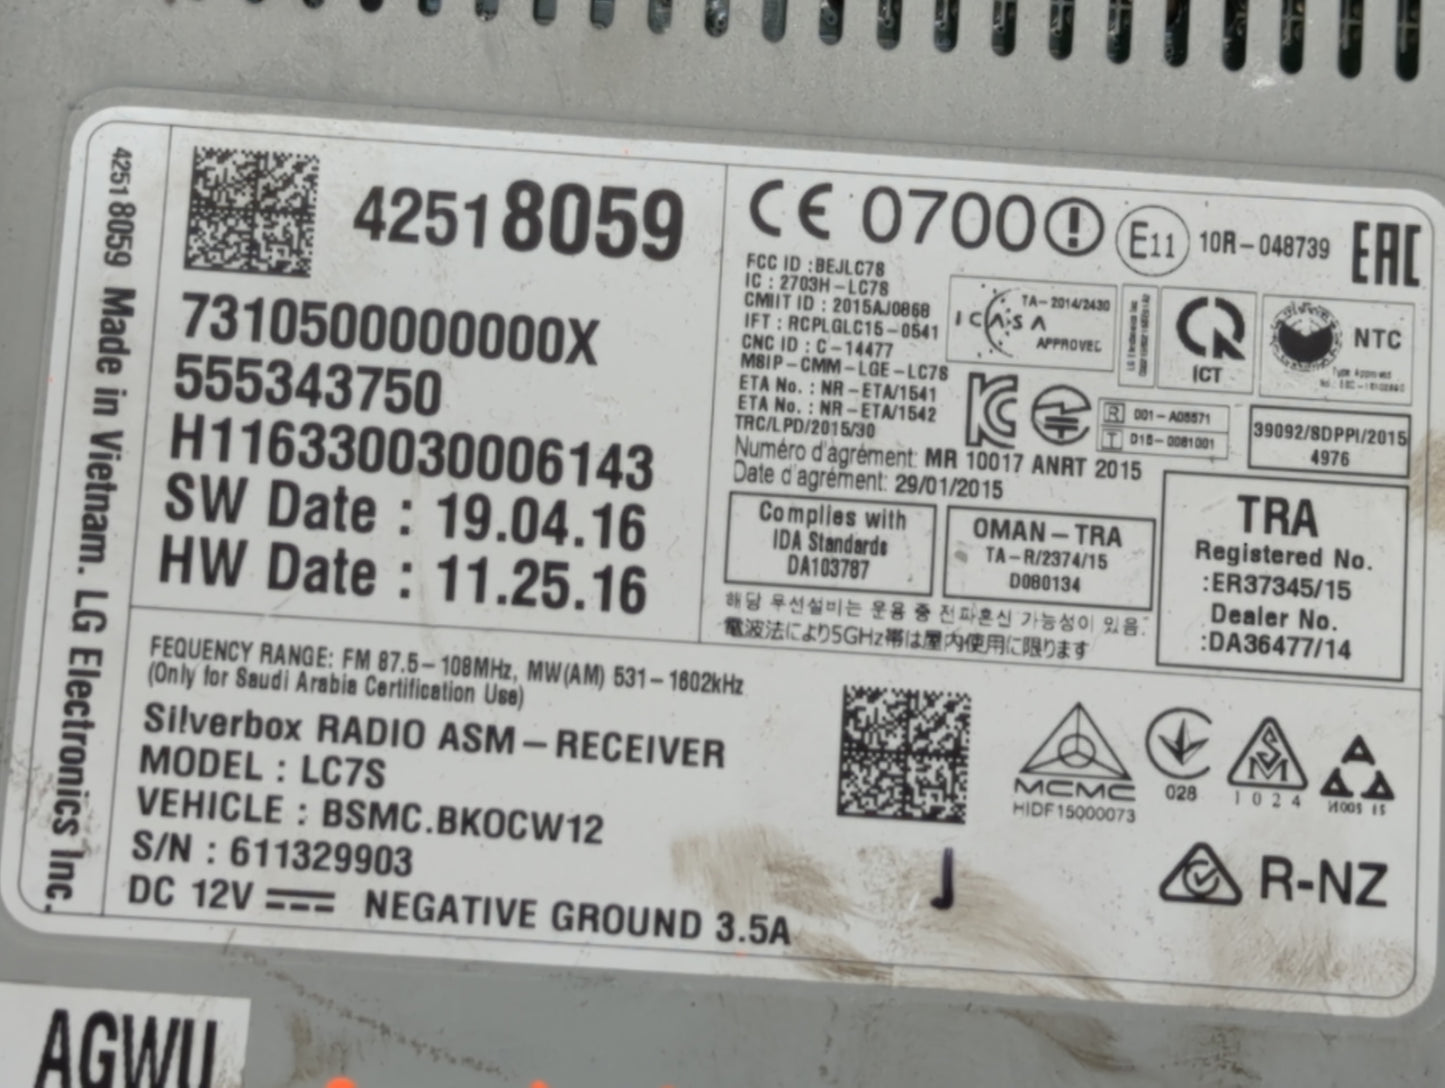 42518059 Made in Vietnam. LG Electronics Inc.
42518059
7310500000000X
555343750
H116330030006143
SW Date : 19.04.16
HW Date : 11.25.16
CE 0700 E11 10R-048739 EAC
FCC ID :BEJLC7S
IC : 2703H-LC7S
CMIIT ID : 2015AJ0868
IFT : RCPLGLC15-0541
CNC ID : C-14477
MSIP-CMM-LGE-LC7S
ETA No. : NR-ETA/1541
ETA No. : NR-ETA/1542
TRC/LPD/2015/30
Numéro d'agrément: MR 10017 ANRT 2015
Date d'agrément: 29/01/2015
ICASA
TA-2014/2430
APPROVED
ICT
NTC
Type Approved
R 001-A05571
T D15-0081001
39092/SDPPI/2015
4976
Complies with
IDA Standards
DA103787
OMAN-TRA
TA-R/2374/15
D080134
TRA
Registered No.
:ER37345/15
Dealer No.
:DA36477/14
해당 무선설비는 운용 중 전파혼신 가능성이 있음.
電波法により5GHz帯は屋内使用に限ります
FEQUENCY RANGE: FM 87.5-108MHz, MW(AM) 531-1602kHz
(Only for Saudi Arabia Certification Use)
Silverbox RADIO ASM-RECEIVER
MODEL : LC7S
VEHICLE : BSMC.BKOCW12
S/N : 611329903
DC 12V NEGATIVE GROUND 3.5A
MCMC
HIDF15000073
028
1024
J
R-NZ
AGWU